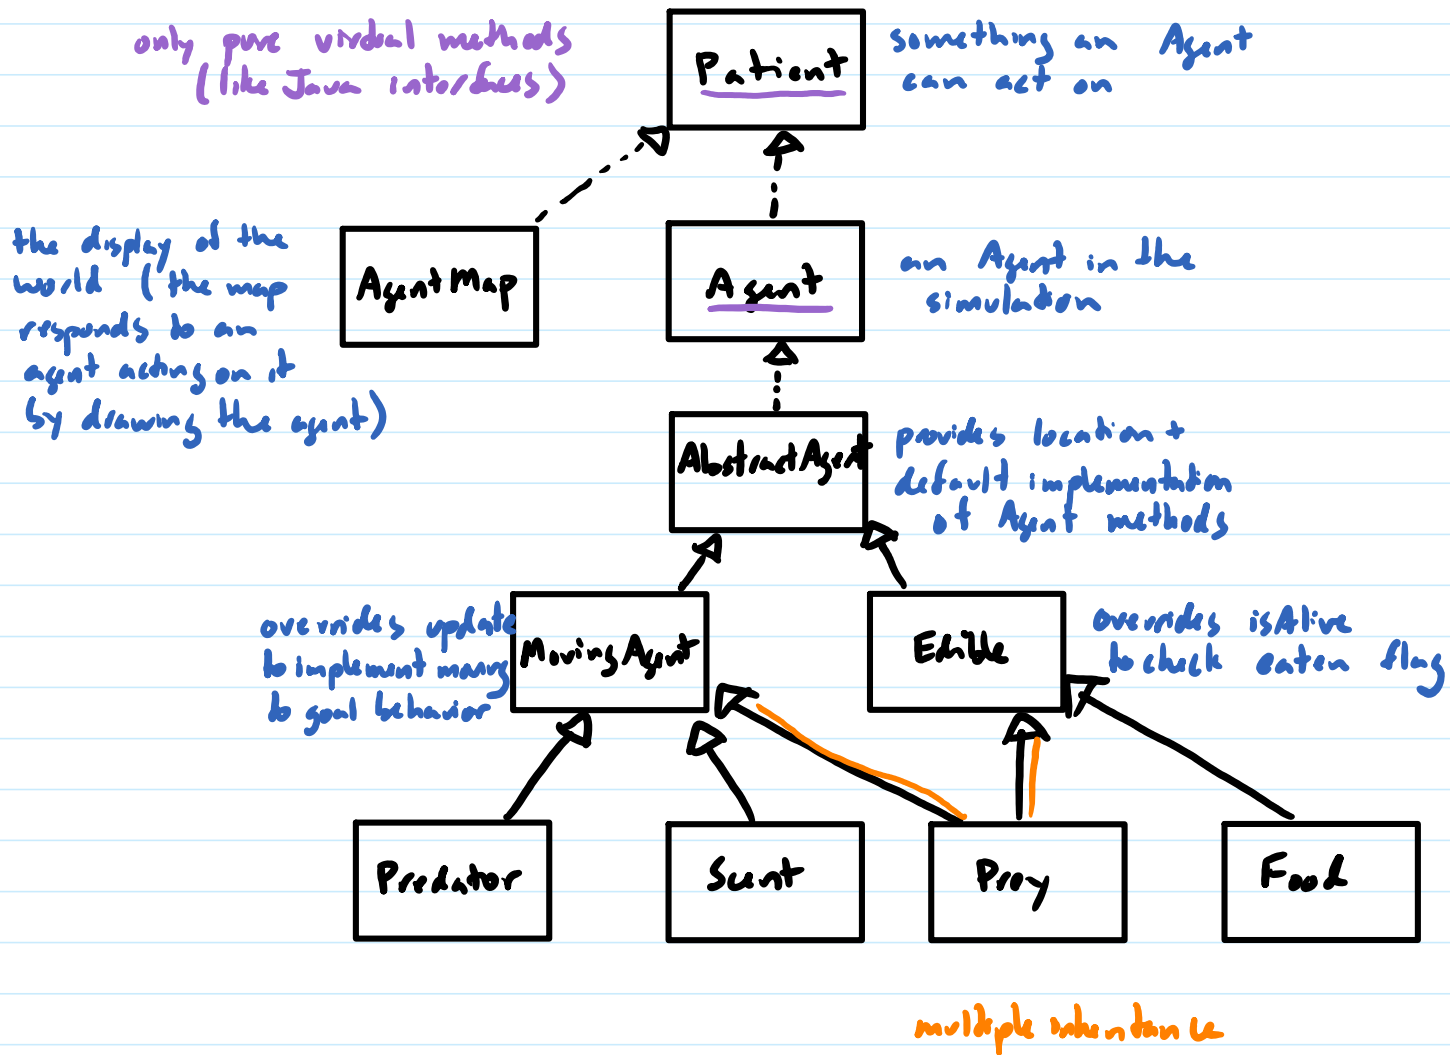 only pure virtual methods
(like Java interfaces)
Patient
something an Agent
can act on
the display of the
world (the map
responds to an
agent acting on it
by drawing the agent)
AgentMap
Agent
an Agent in the
simulation
AbstractAgent
provides location +
default implementation
of Agent methods
overrides update
to implement moving
to goal behavior
MovingAgent
Edible
overrides isAlive
to check eaten flag
Predator
Scent
Prey
Food
multiple inheritance